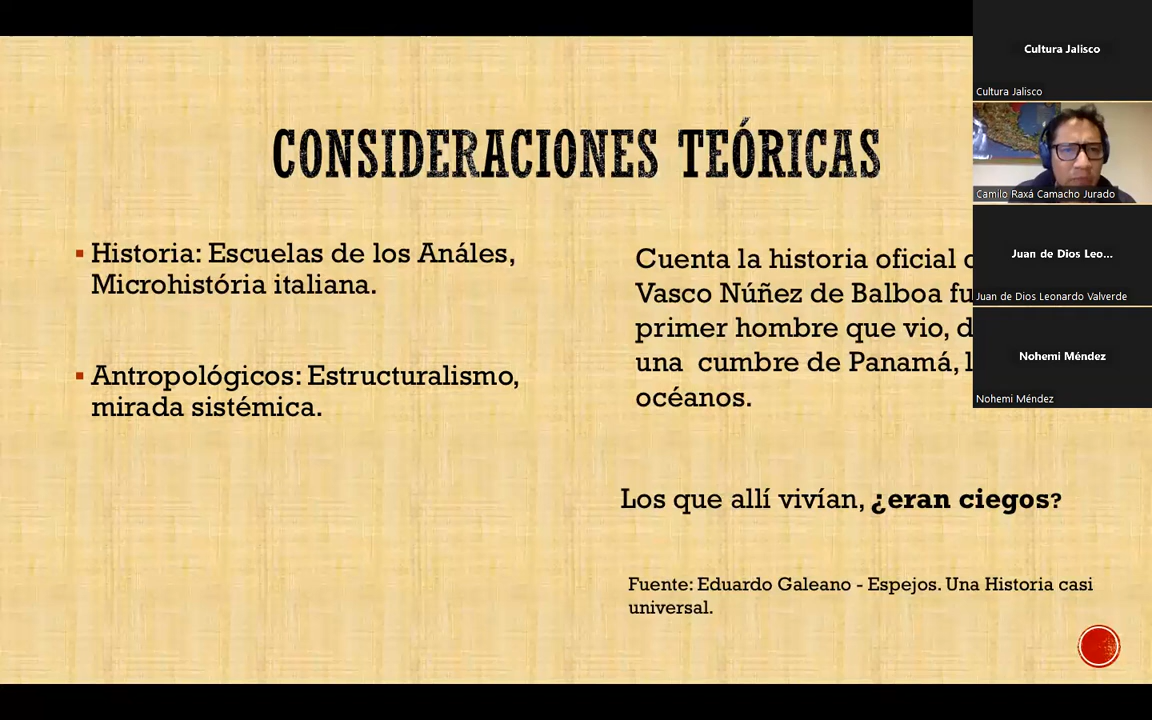 CONSIDERACIONES TEÓRICAS
Historia: Escuelas de los Análes,
Microhistória italiana.
Antropológicos: Estructuralismo,
mirada sistémica.
Cuenta la historia oficial
Vasco Núñez de Balboa
primer hombre que vio,
una cumbre de Panamá,
océanos.
Los que allí vivían, ¿eran ciegos?
Fuente: Eduardo Galeano - Espejos. Una Historia casi
universal.
Cultura Jalisco
Cultura Jalisco
Camilo Raxá Camacho Jurado
Juan de Dios Leo...
Juan de Dios Leonardo Valverde
Nohemi Méndez
Nohemi Méndez